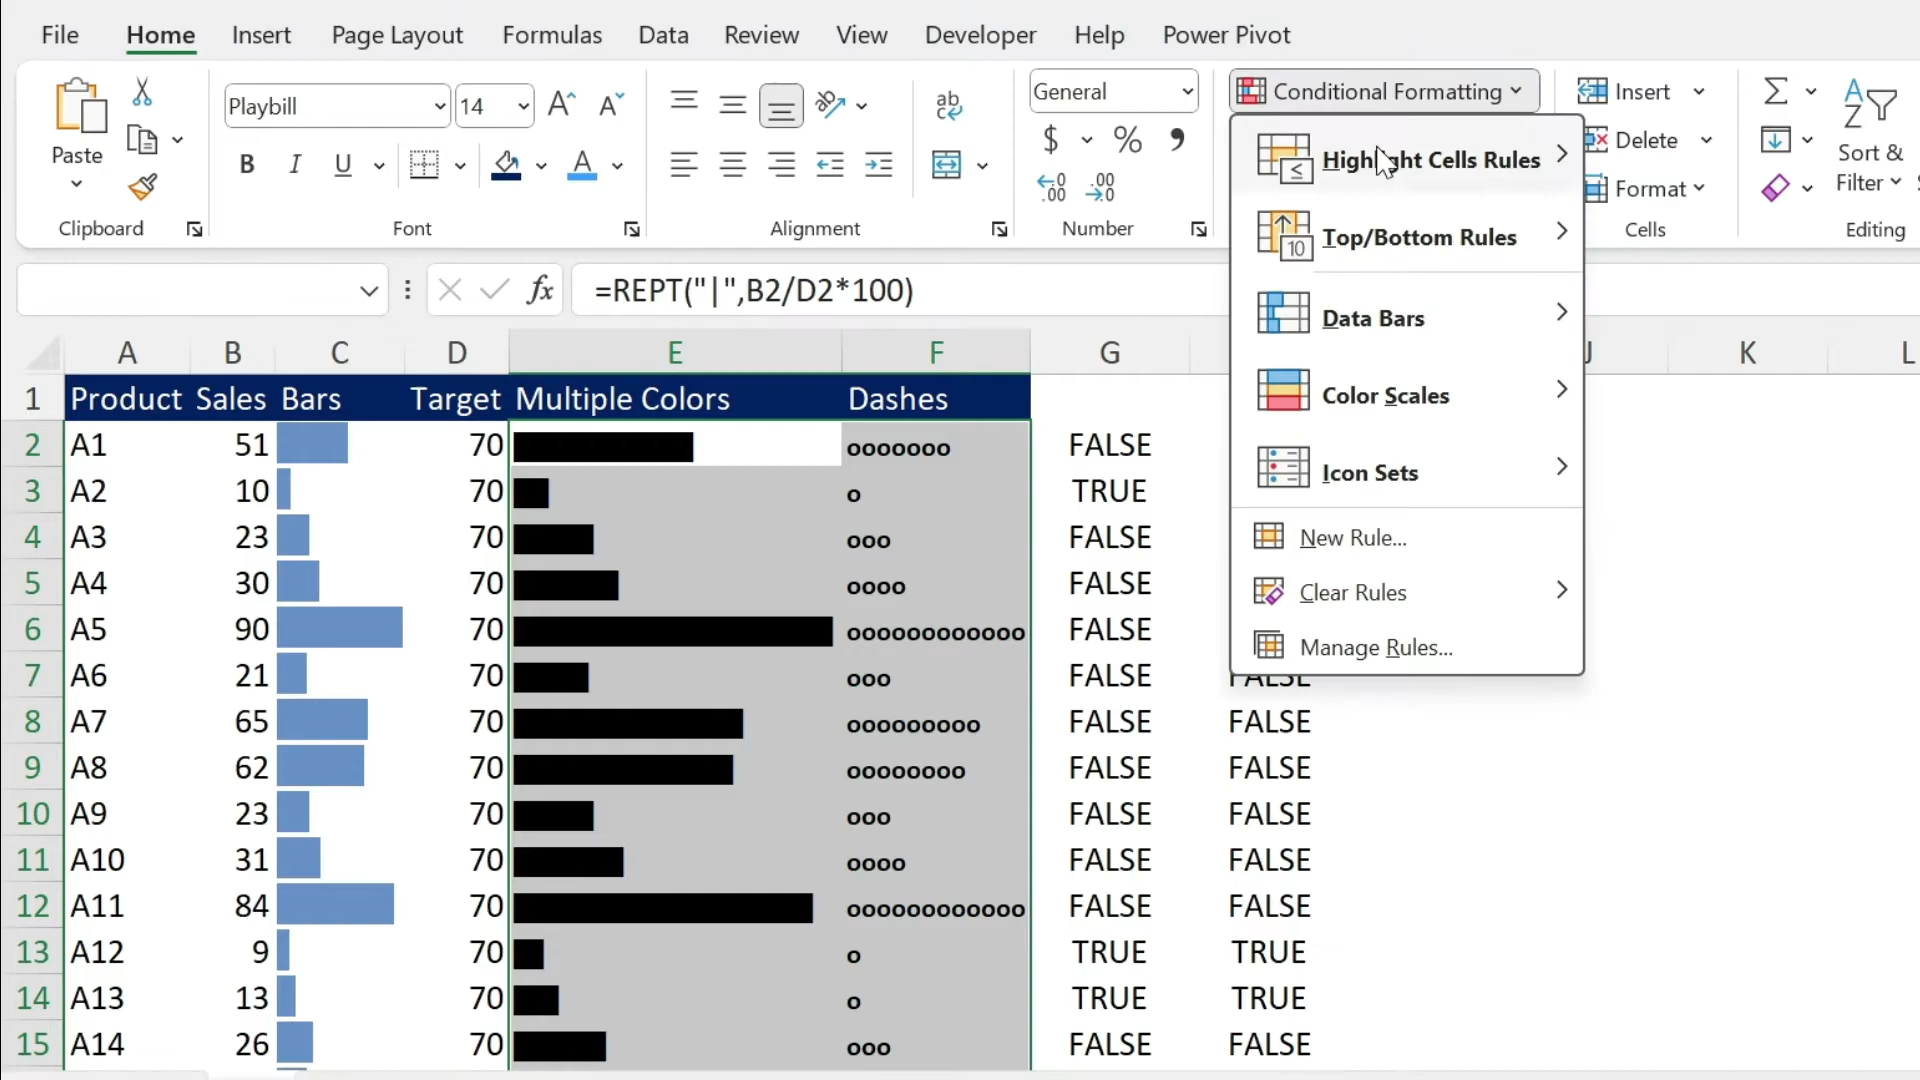 File Home Insert Page Layout Formulas Data Review View Developer Help Power Pivot
Playbill 14 General Conditional Formatting Insert
Paste Delete
B I U $ % Format
Sort &
Filter
Clipboard Font Alignment Number Cells Editing
Highlight Cells Rules
Top/Bottom Rules
Data Bars
Color Scales
Icon Sets
New Rule...
Clear Rules
Manage Rules...
fx =REPT("|",B2/D2*100)
A B C D E F G J K L
1 Product Sales Bars Target Multiple Colors Dashes
2 A1 51 70 ooooooo FALSE
3 A2 10 70 o TRUE
4 A3 23 70 ooo FALSE
5 A4 30 70 oooo FALSE
6 A5 90 70 oooooooooooo FALSE
7 A6 21 70 ooo FALSE FALSE
8 A7 65 70 ooooooooo FALSE FALSE
9 A8 62 70 oooooooo FALSE FALSE
10 A9 23 70 ooo FALSE FALSE
11 A10 31 70 oooo FALSE FALSE
12 A11 84 70 oooooooooooo FALSE FALSE
13 A12 9 70 o TRUE TRUE
14 A13 13 70 o TRUE TRUE
15 A14 26 70 ooo FALSE FALSE